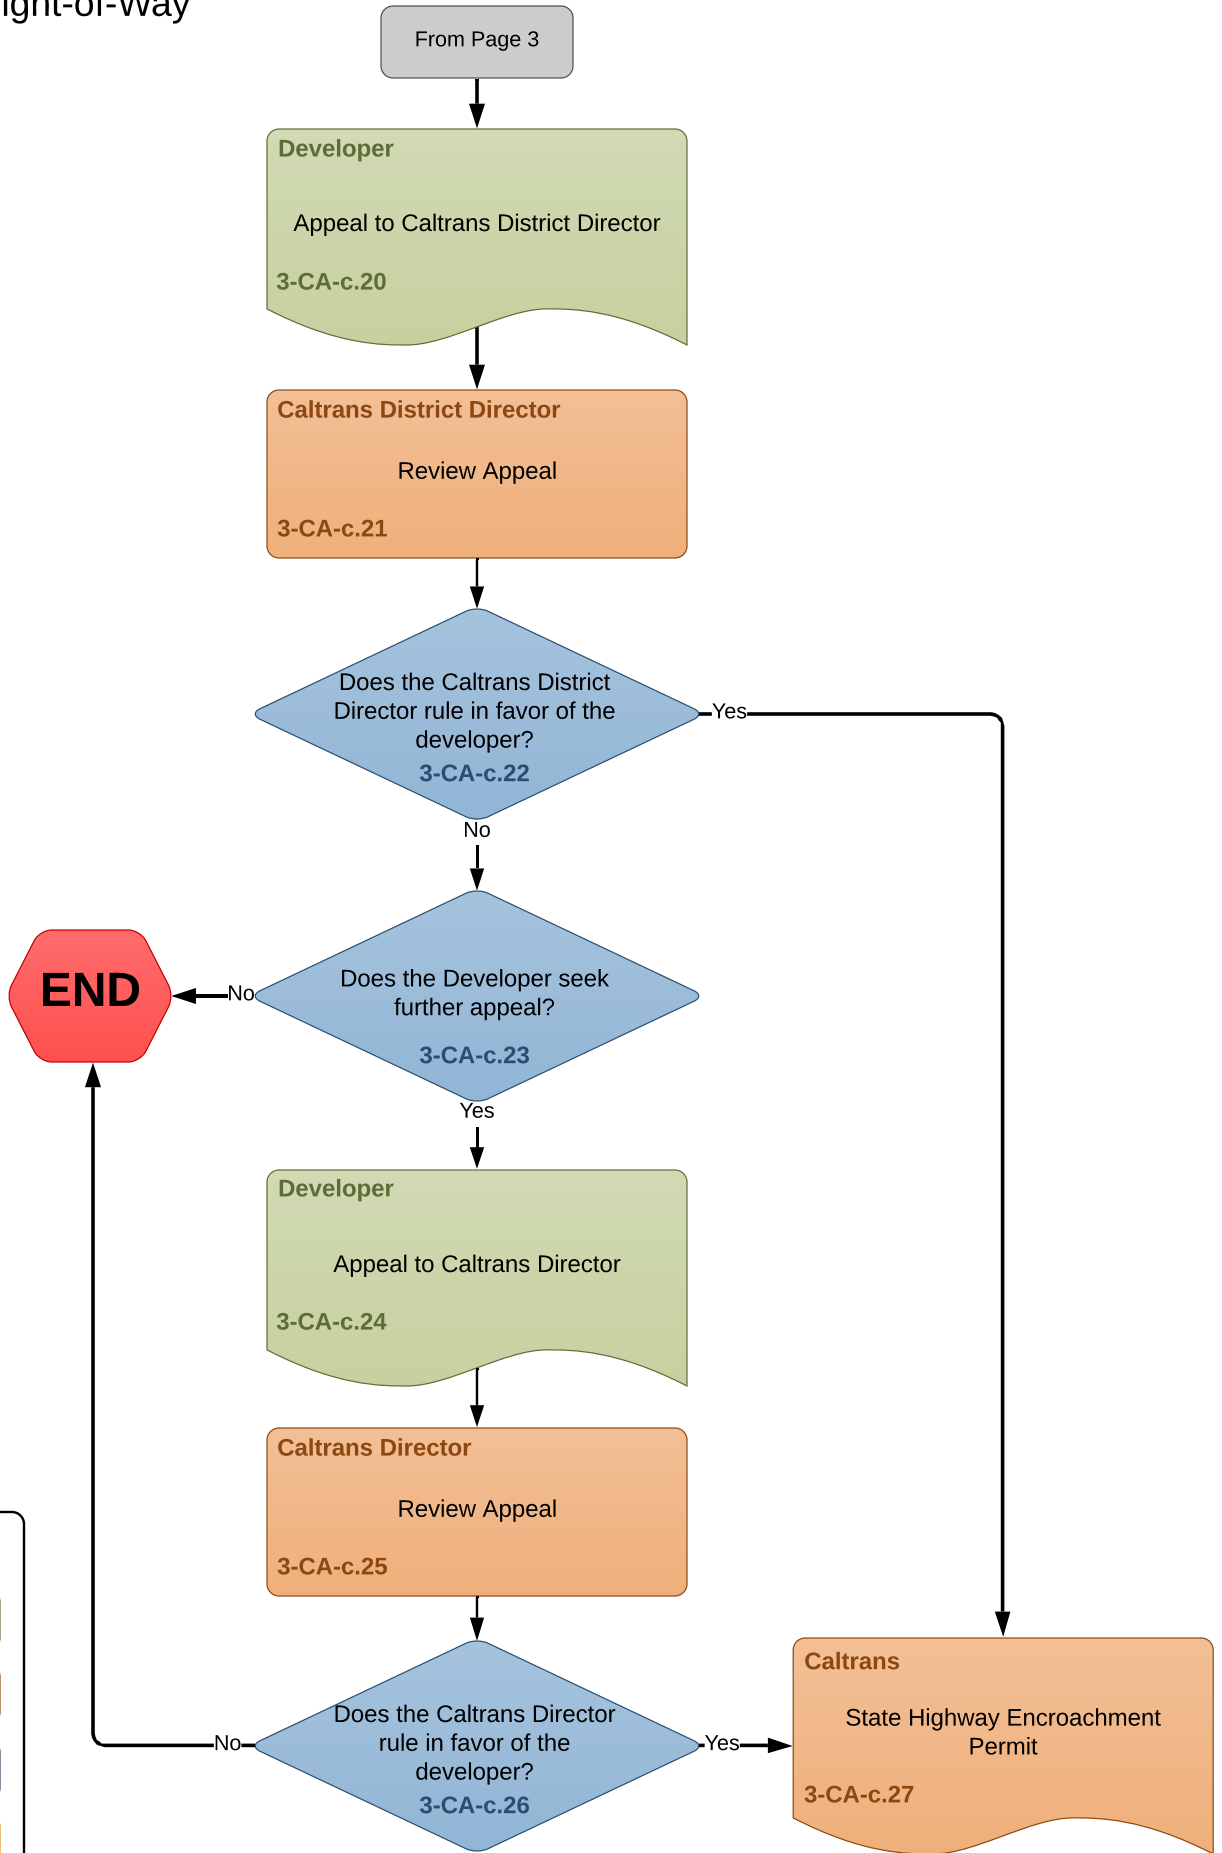 ight-of-Way
From Page 3
Developer
Appeal to Caltrans District Director
3-CA-c.20
Caltrans District Director
Review Appeal
3-CA-c.21
Does the Caltrans District
Director rule in favor of the
developer?
3-CA-c.22
Yes
No
Does the Developer seek
further appeal?
3-CA-c.23
No
END
Yes
Developer
Appeal to Caltrans Director
3-CA-c.24
Caltrans Director
Review Appeal
3-CA-c.25
Does the Caltrans Director
rule in favor of the
developer?
3-CA-c.26
No
Yes
Caltrans
State Highway Encroachment
Permit
3-CA-c.27